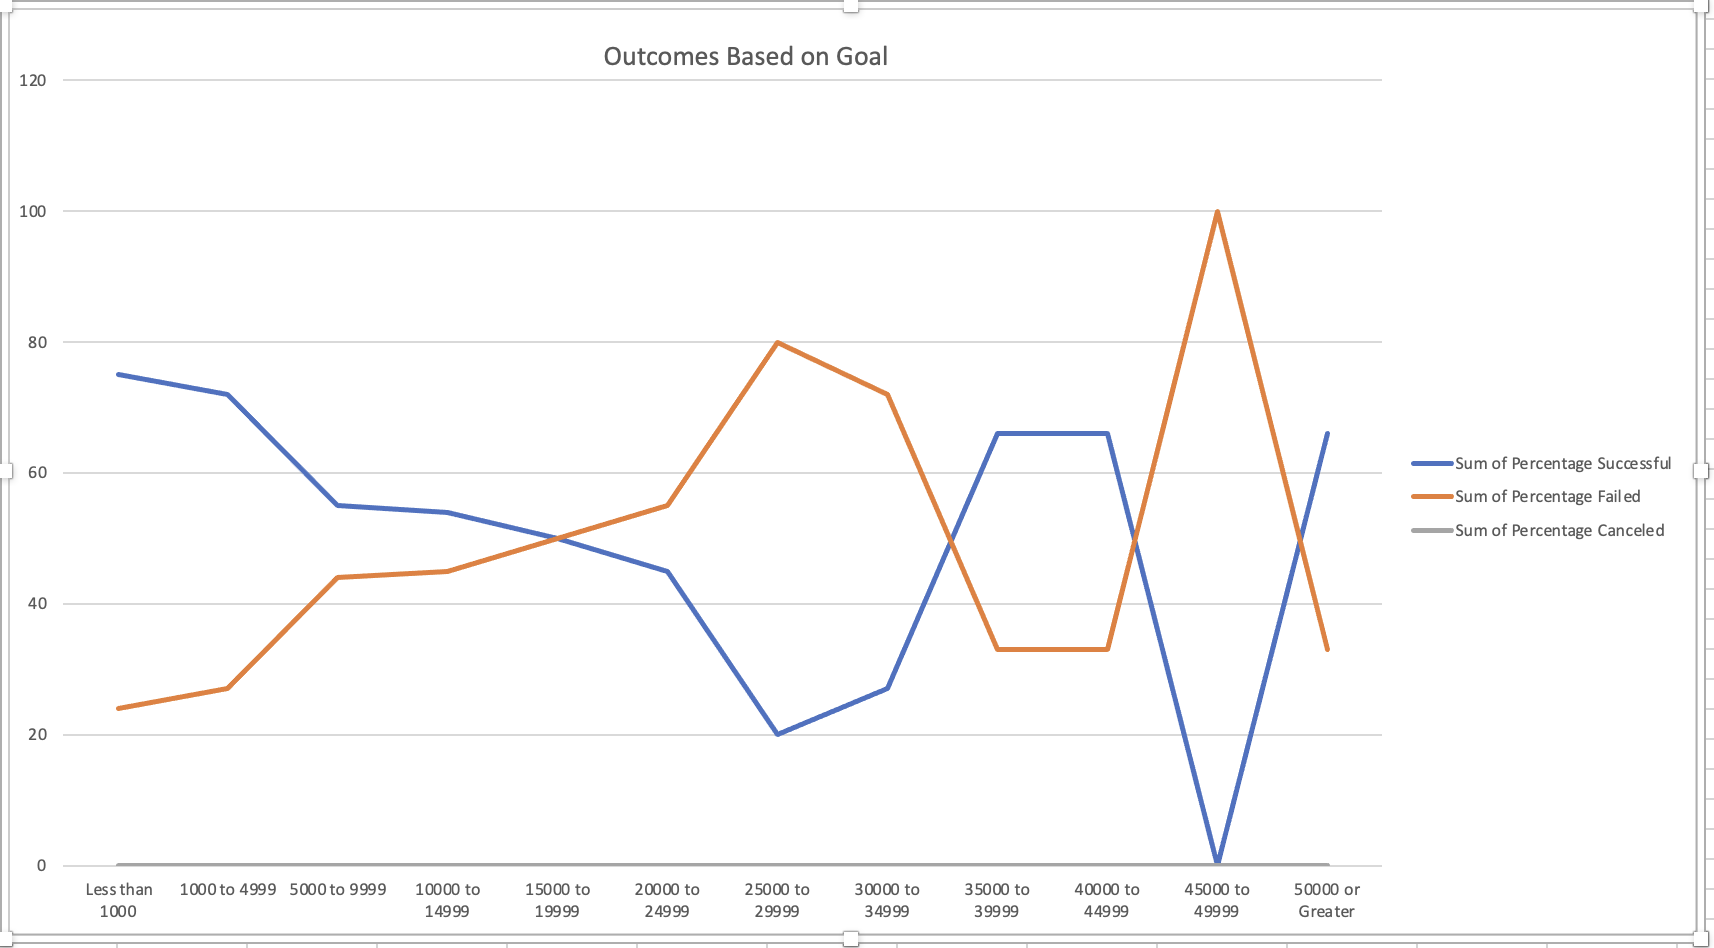 Outcomes Based on Goal
120
100
80
60
40
20
0
Less than
1000
1000 to 4999
5000 to 9999
10000 to
14999
15000 to
19999
20000 to
24999
25000 to
29999
30000 to
34999
35000 to
39999
40000 to
44999
45000 to
49999
50000 or
Greater
Sum of Percentage Successful
Sum of Percentage Failed
Sum of Percentage Canceled